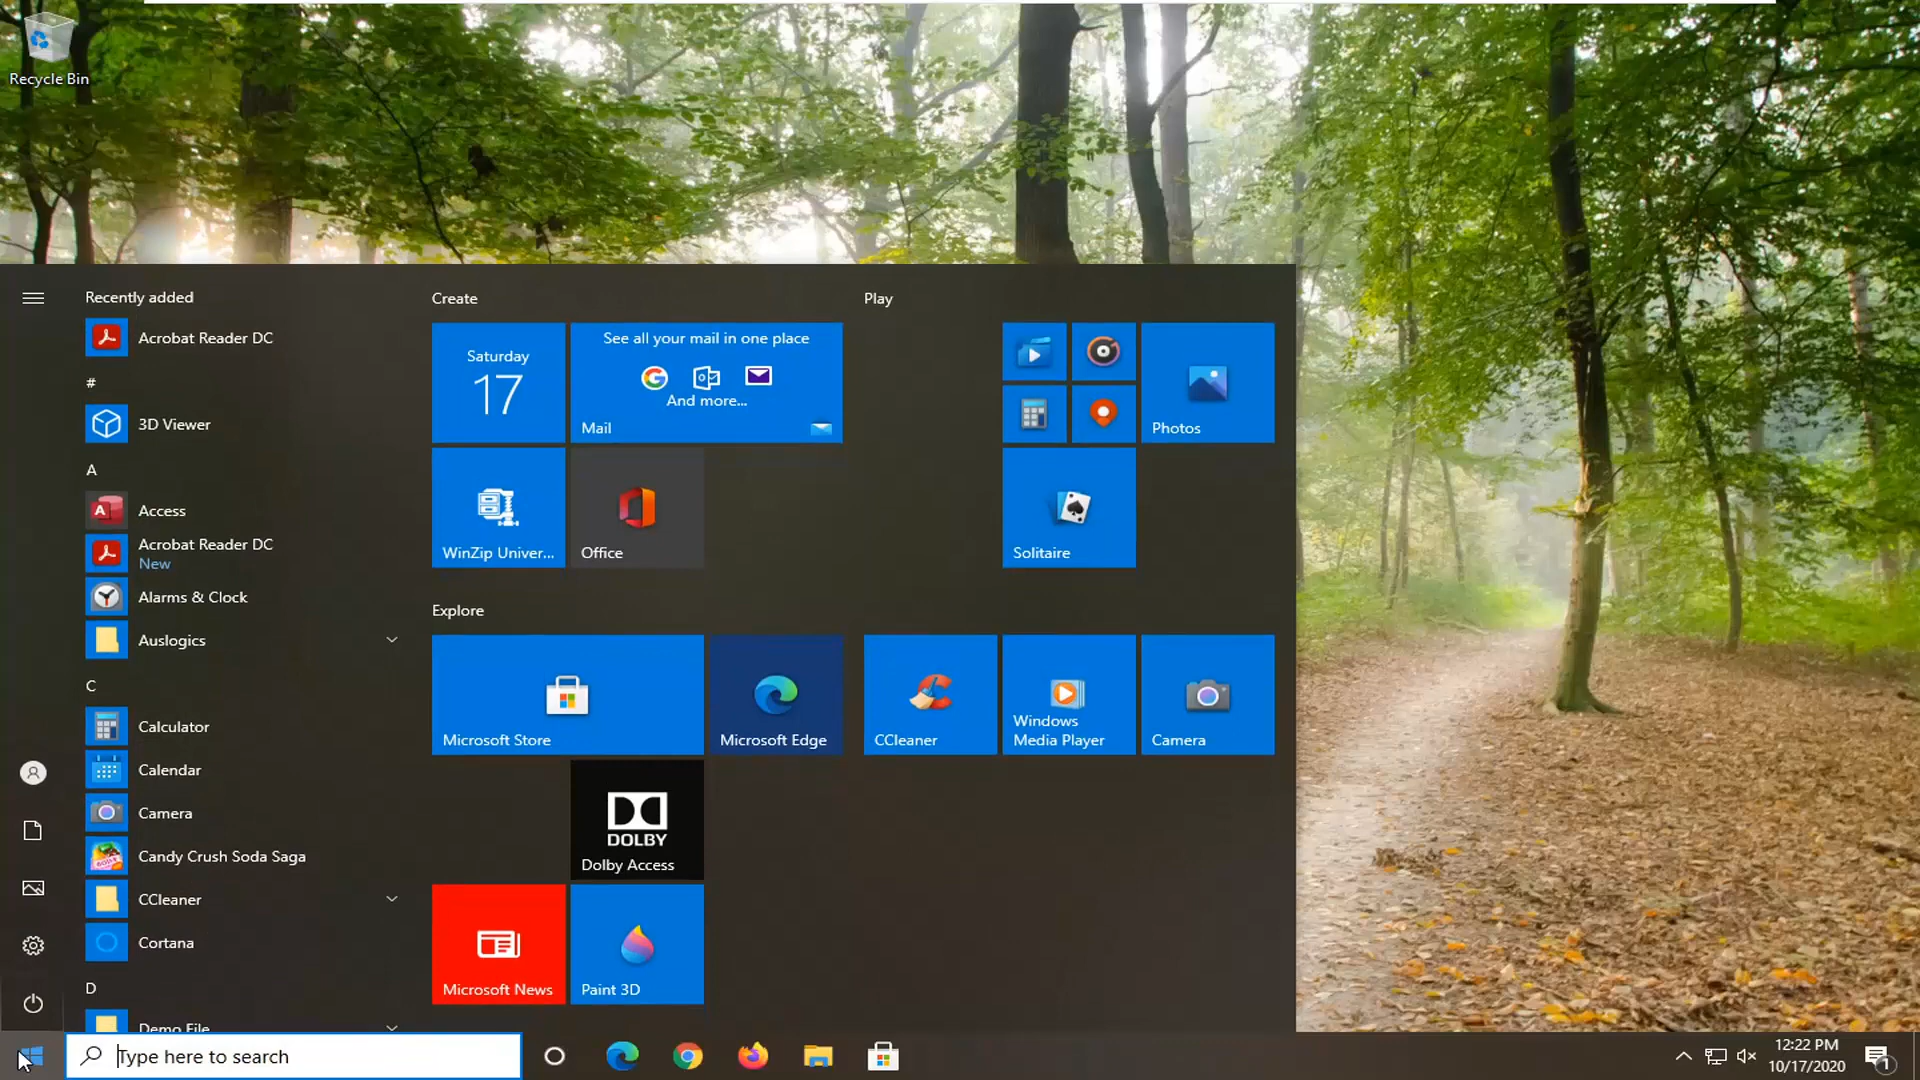 Recycle Bin
Recently added
Acrobat Reader DC
#
3D Viewer
A
Access
Acrobat Reader DC
New
Alarms & Clock
Auslogics
C
Calculator
Calendar
Camera
Candy Crush Soda Saga
CCleaner
Cortana
D
Demo File
Create
Saturday
17
See all your mail in one place
And more...
Mail
WinZip Univer...
Office
Play
Photos
Solitaire
Explore
Microsoft Store
Microsoft Edge
CCleaner
Windows
Media Player
Camera
DOLBY
Dolby Access
Microsoft News
Paint 3D
Type here to search
12:22 PM
10/17/2020
1